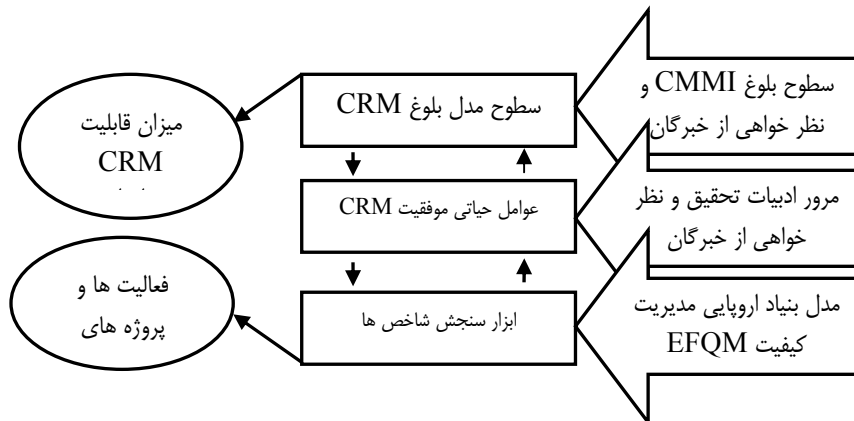 سطوح بلوغ CMMI و
نظر خواهی از خبرگان
سطوح مدل بلوغ CRM
میزان قابلیت
CRM
مرور ادبیات تحقیق و نظر
خواهی از خبرگان
عوامل حیاتی موفقیت CRM
مدل بنیاد اروپایی مدیریت
کیفیت EFQM
ابزار سنجش شاخص ها
فعالیت ها و
پروژه های